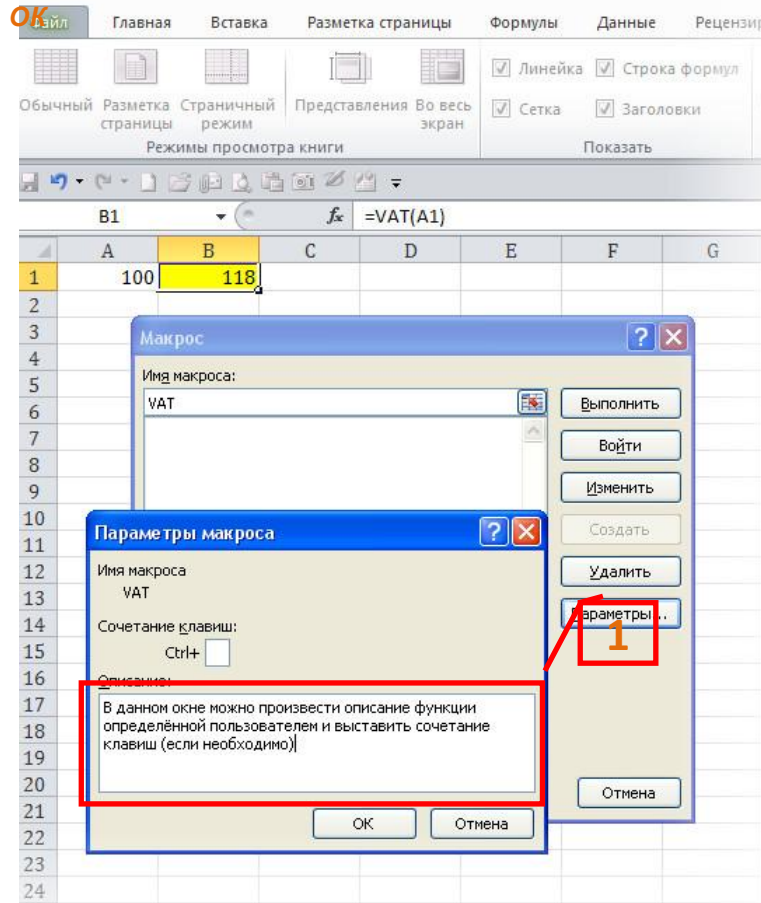 ОК
Файл Главная Вставка Разметка страницы Формулы Данные Рецензир
Обычный Разметка страницы Страничный режим Представления Во весь экран
Линейка Строка формул
Сетка Заголовки
Режимы просмотра книги Показать
B1 fx =VAT(A1)
A B C D E F G
1 100 118
2
3
4
5
6
7
8
9
10
11
12
13
14
15
16
17
18
19
20
21
22
23
24
Макрос
Имя макроса:
VAT
Выполнить
Войти
Изменить
Создать
Удалить
Параметры...
1
Отмена
Параметры макроса
Имя макроса
VAT
Сочетание клавиш:
Ctrl+
Описание:
В данном окне можно произвести описание функции
определённой пользователем и выставить сочетание
клавиш (если необходимо)
ОК Отмена